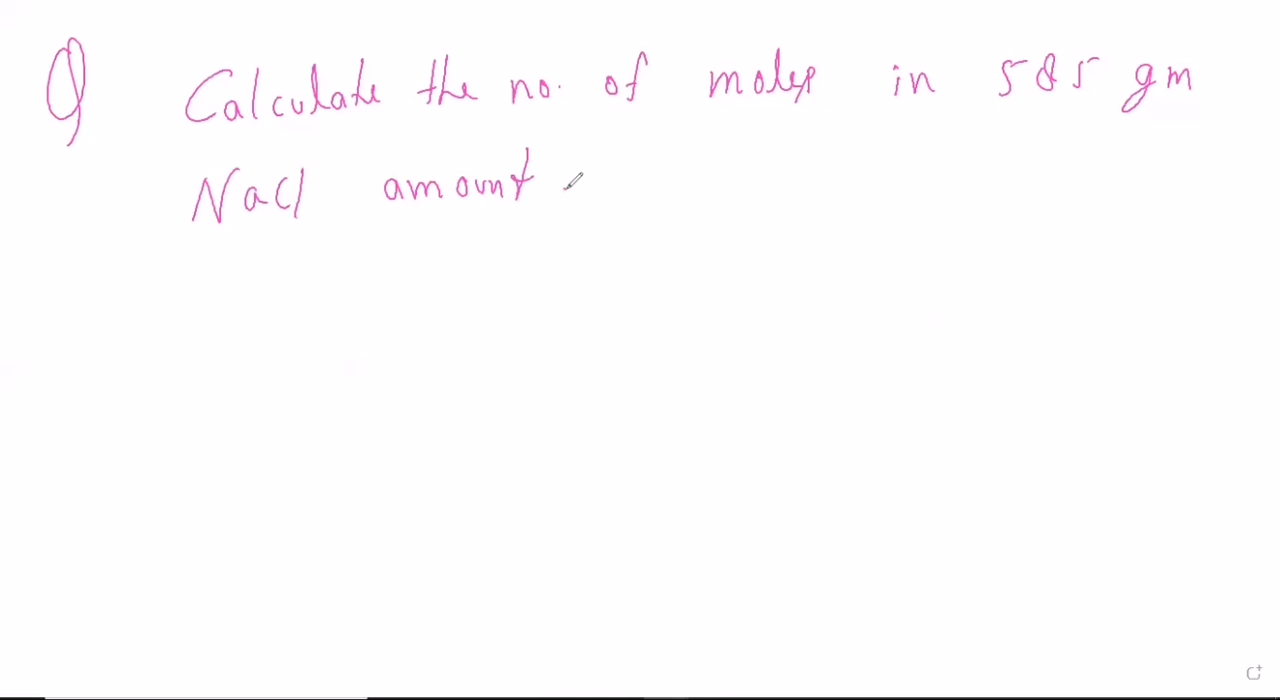 Q Calculate the no. of moles in 585 gm
NaCl amount